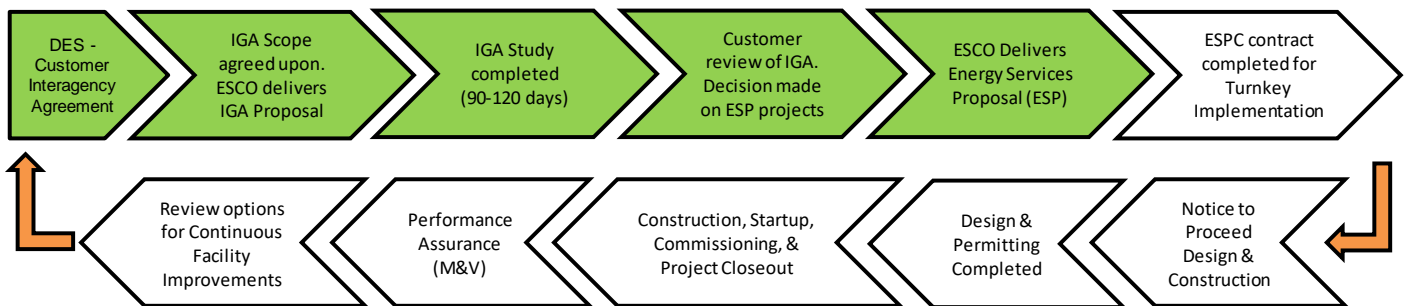 DES -
Customer
Interagency
Agreement
IGA Scope
agreed upon.
ESCO delivers
IGA Proposal
IGA Study
completed
(90-120 days)
Customer
review of IGA.
Decision made
on ESP projects
ESCO Delivers
Energy Services
Proposal (ESP)
ESPC contract
completed for
Turnkey
Implementation
Notice to
Proceed
Design &
Construction
Design &
Permitting
Completed
Construction, Startup,
Commissioning, &
Project Closeout
Performance
Assurance
(M&V)
Review options
for Continuous
Facility
Improvements